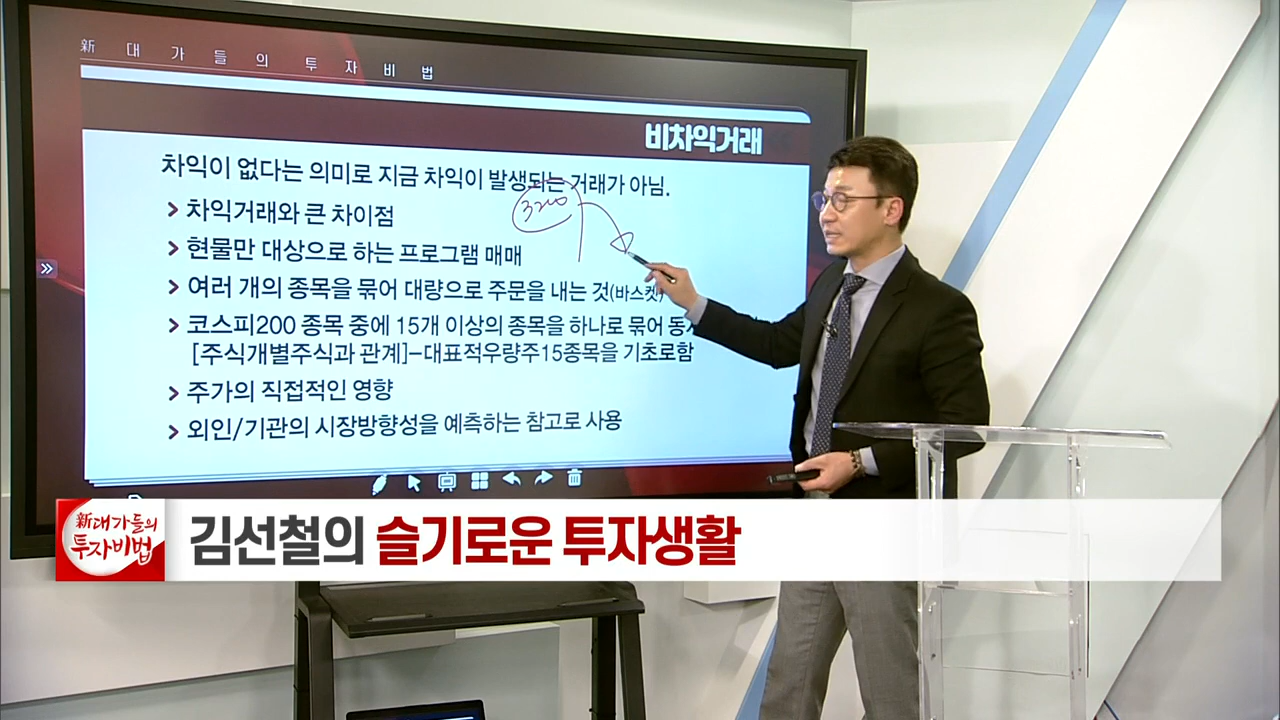 新 대가들의 투자비법
비차익거래
차익이 없다는 의미로 지금 차익이 발생되는 거래가 아님.
320
> 차익거래와 큰 차이점
> 현물만 대상으로 하는 프로그램 매매
> 여러 개의 종목을 묶어 대량으로 주문을 내는 것(바스켓)
> 코스피200 종목 중에 15개 이상의 종목을 하나로 묶어
[주식개별주식과 관계]-대표적우량주15종목을 기초로함
> 주가의 직접적인 영향
> 외인/기관의 시장방향성을 예측하는 참고로 사용
新대가들의
투자비법
김선철의 슬기로운 투자생활